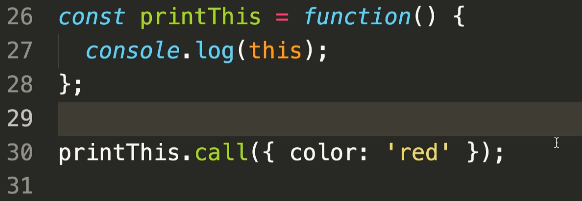 26 const printThis = function() {
27   console.log(this);
28 };
29
30 printThis.call({ color: 'red' });
31